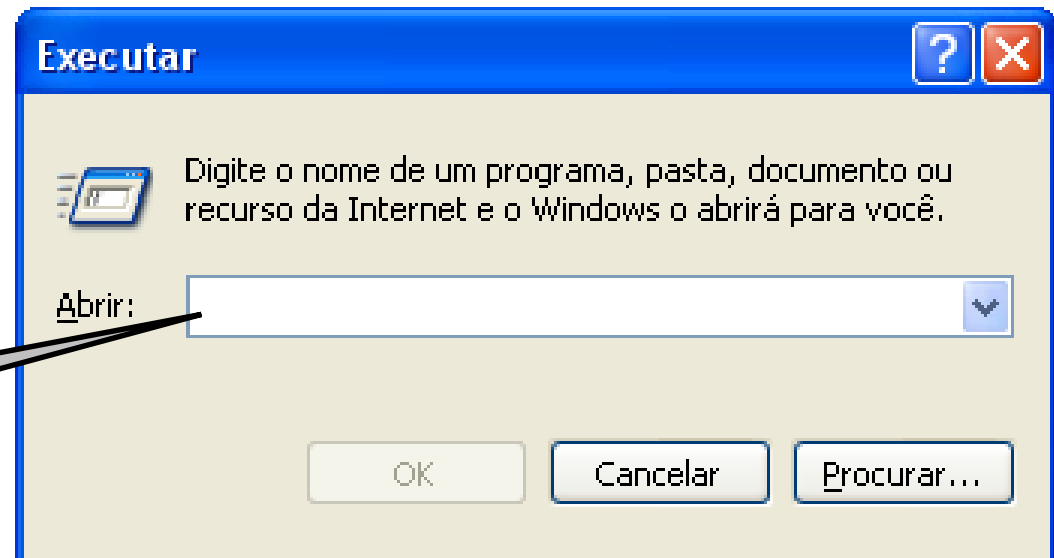 Executar
Digite o nome de um programa, pasta, documento ou
recurso da Internet e o Windows o abrirá para você.
Abrir:
OK Cancelar Procurar...